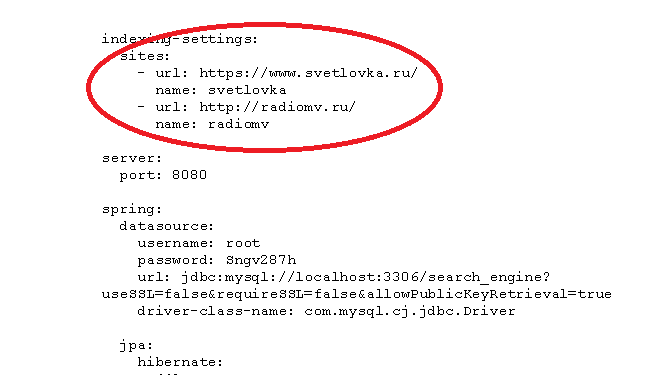 indexing-settings:
sites:
- url: https://www.svetlovka.ru/
name: svetlovka
- url: http://radiomv.ru/
name: radiomv
server:
port: 8080
spring:
datasource:
username: root
password: Sngv287h
url: jdbc:mysql://localhost:3306/search_engine?
useSSL=false&requireSSL=false&allowPublicKeyRetrieval=true
driver-class-name: com.mysql.cj.jdbc.Driver
jpa:
hibernate: